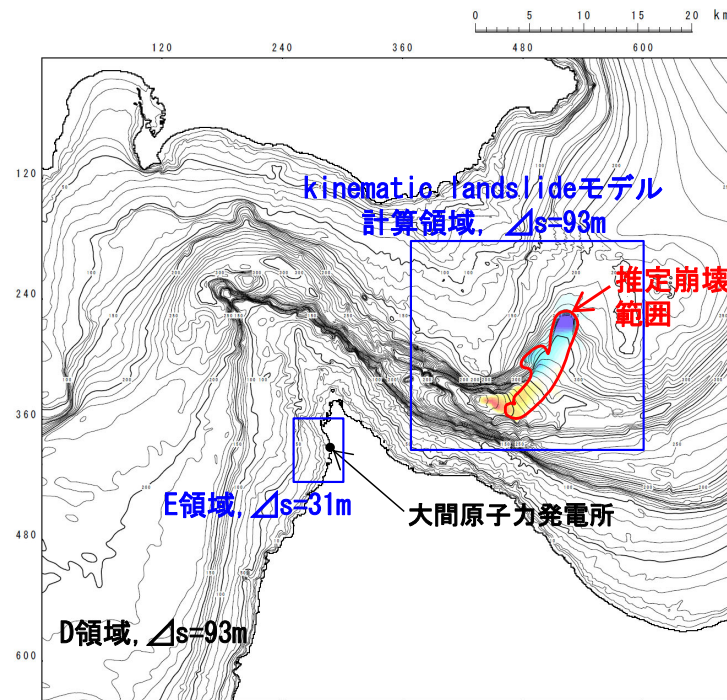 0 5 10 15 20 km
120 240 360 480 600
120
kinematic landslideモデル
計算領域, ⊿s=93m
240
推定崩壊
範囲
360
E領域, ⊿s=31m
大間原子力発電所
480
D領域, ⊿s=93m
600